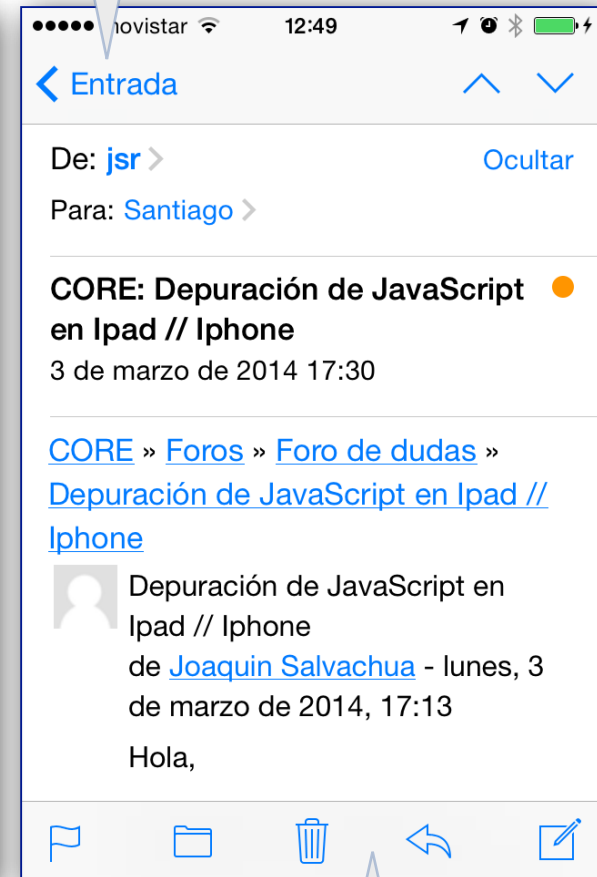 12:49
Entrada
De: jsr
Ocultar
Para: Santiago
CORE: Depuración de JavaScript
en Ipad // Iphone
3 de marzo de 2014 17:30
CORE » Foros » Foro de dudas »
Depuración de JavaScript en Ipad //
Iphone
Depuración de JavaScript en
Ipad // Iphone
de Joaquin Salvachua - lunes, 3
de marzo de 2014, 17:13
Hola,